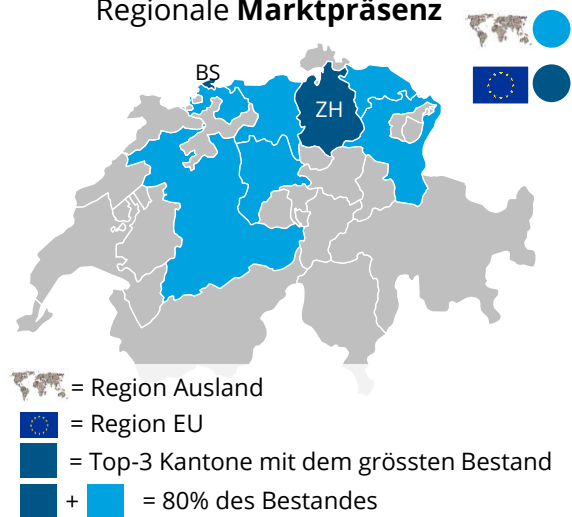 Regionale Marktpräsenz
BS
ZH
= Region Ausland
= Region EU
= Top-3 Kantone mit dem grössten Bestand
+ = 80% des Bestandes